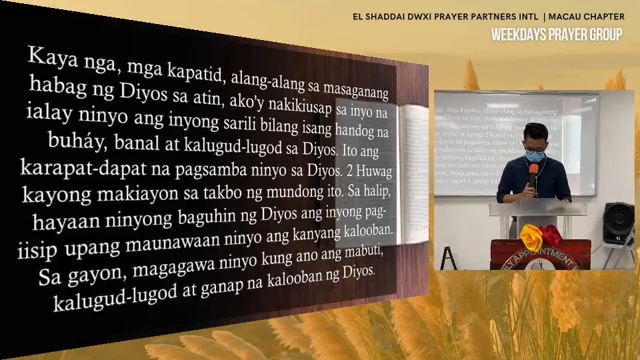 EL SHADDAI DWXI PRAYER PARTNERS INTL | MACAU CHAPTER
WEEKDAYS PRAYER GROUP
Kaya nga, mga kapatid, alang-alang sa masaganang
habag ng Diyos sa atin, ako'y nakikiusap sa inyo na
ialay ninyo ang inyong sarili bilang isang handog na
buháy, banal at kalugud-lugod sa Diyos. Ito ang
karapat-dapat na pagsamba ninyo sa Diyos. 2 Huwag
kayong makiayon sa takbo ng mundong ito. Sa halip,
hayaan ninyong baguhin ng Diyos ang inyong pag-
iisip upang maunawaan ninyo ang kanyang kalooban.
Sa gayon, magagawa ninyo kung ano ang mabuti,
kalugud-lugod at ganap na kalooban ng Diyos.
APPOINTMENT